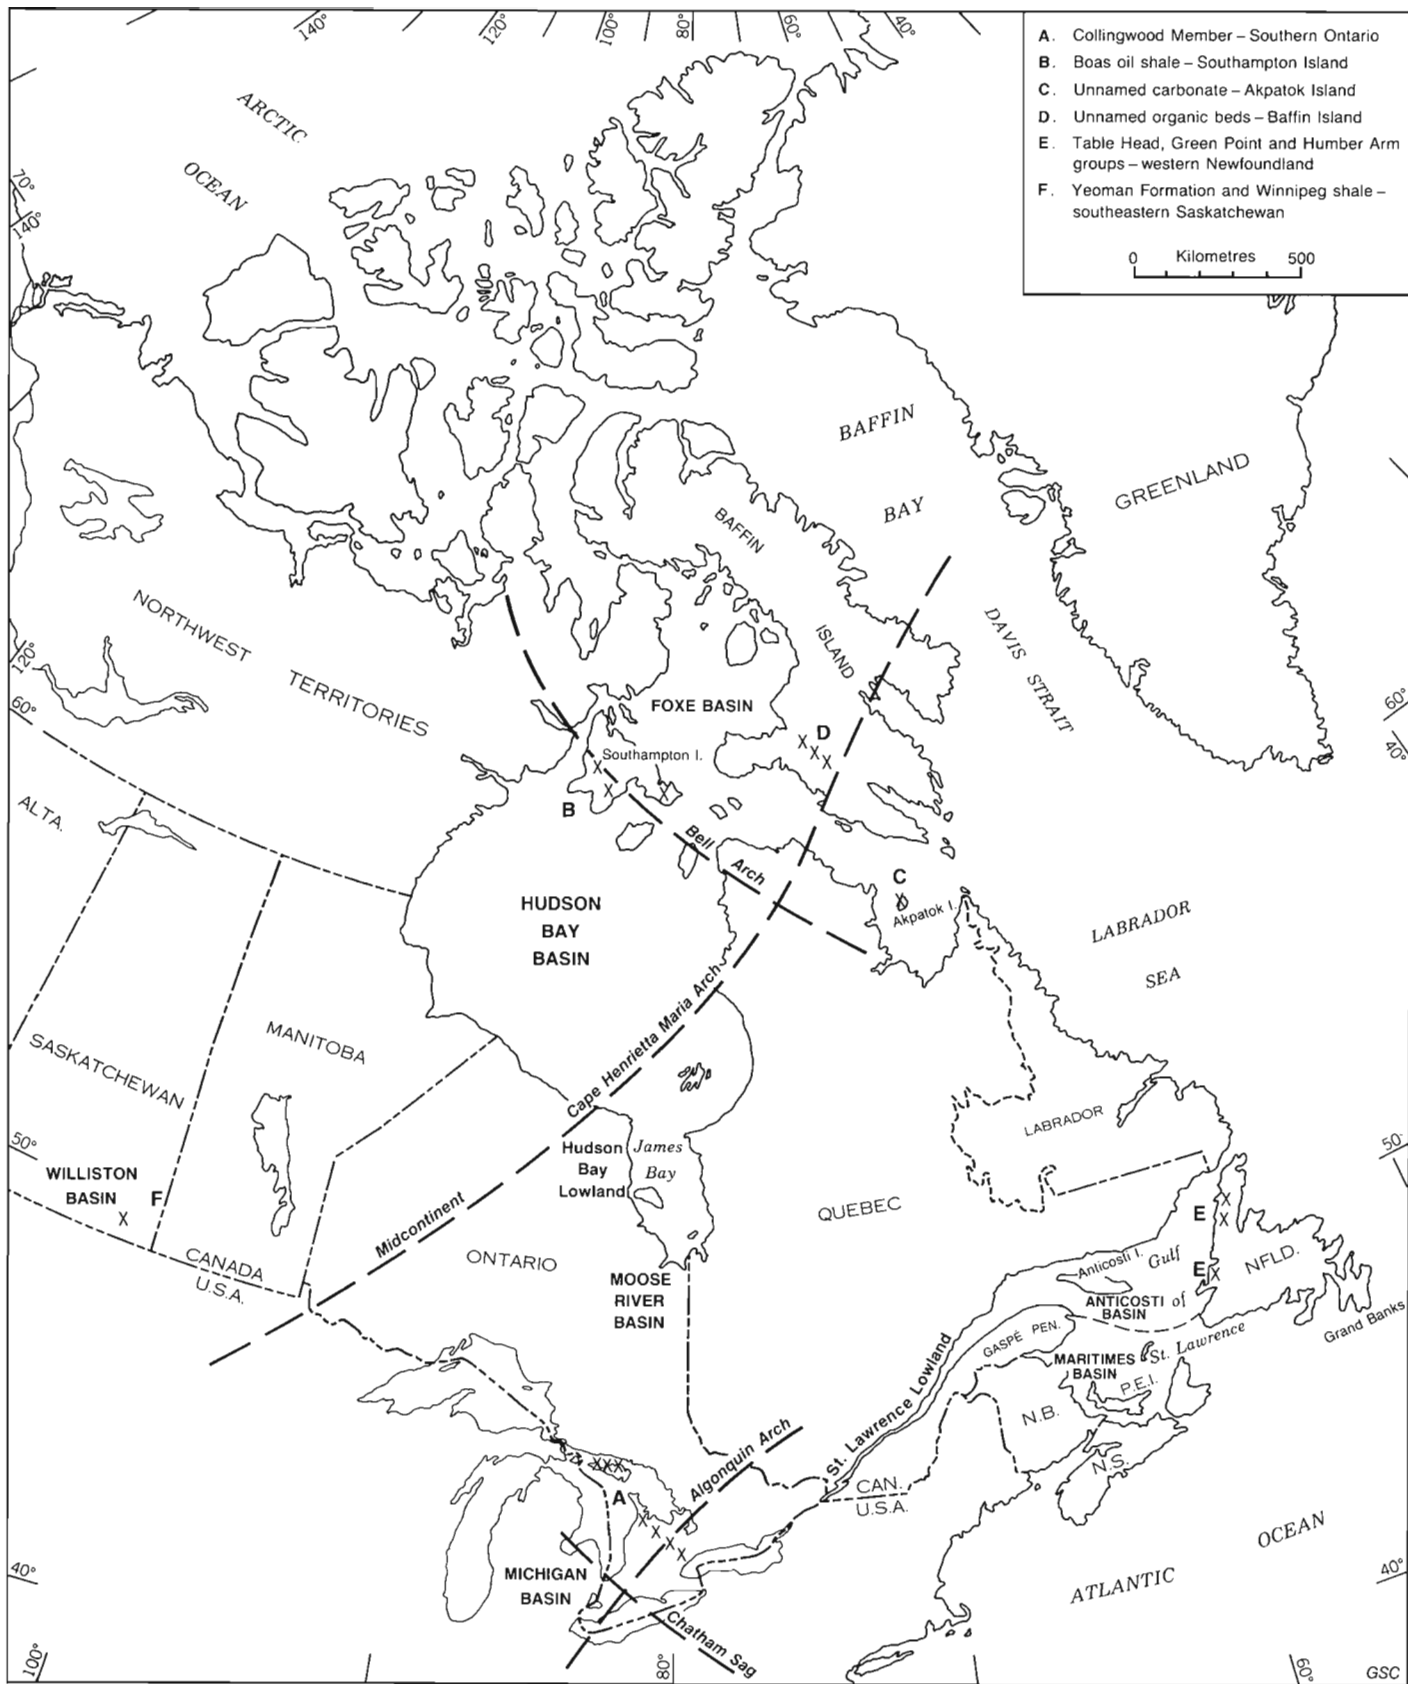 140°
120°
100°
80°
60°
40°
A. Collingwood Member – Southern Ontario
B. Boas oil shale – Southampton Island
C. Unnamed carbonate – Akpatok Island
D. Unnamed organic beds – Baffin Island
E. Table Head, Green Point and Humber Arm
groups – western Newfoundland
F. Yeoman Formation and Winnipeg shale –
southeastern Saskatchewan
Kilometres
0 500
ARCTIC
OCEAN
70°
140°
BAFFIN
BAY
GREENLAND
BAFFIN
ISLAND
DAVIS STRAIT
NORTHWEST
TERRITORIES
120°
60°
60°
40°
FOXE BASIN
Southampton I.
D
B
ALTA.
Bell
Arch
C
Akpatok I.
HUDSON
BAY
BASIN
LABRADOR
SEA
Cape Henrietta Maria Arch
MANITOBA
SASKATCHEWAN
LABRADOR
50°
50°
Hudson
Bay
Lowland
James
Bay
WILLISTON
BASIN
F
Midcontinent
QUEBEC
E
E
NFLD.
Gulf
of
St. Lawrence
Anticosti I.
ANTICOSTI
BASIN
Grand Banks
CANADA
U.S.A.
ONTARIO
MOOSE
RIVER
BASIN
GASPÉ PEN.
MARITIMES
BASIN
P.E.I.
N.B.
N.S.
St. Lawrence Lowland
CAN.
U.S.A.
Algonquin Arch
A
MICHIGAN
BASIN
Chatham Sag
ATLANTIC
OCEAN
40°
40°
100°
80°
60°
GSC